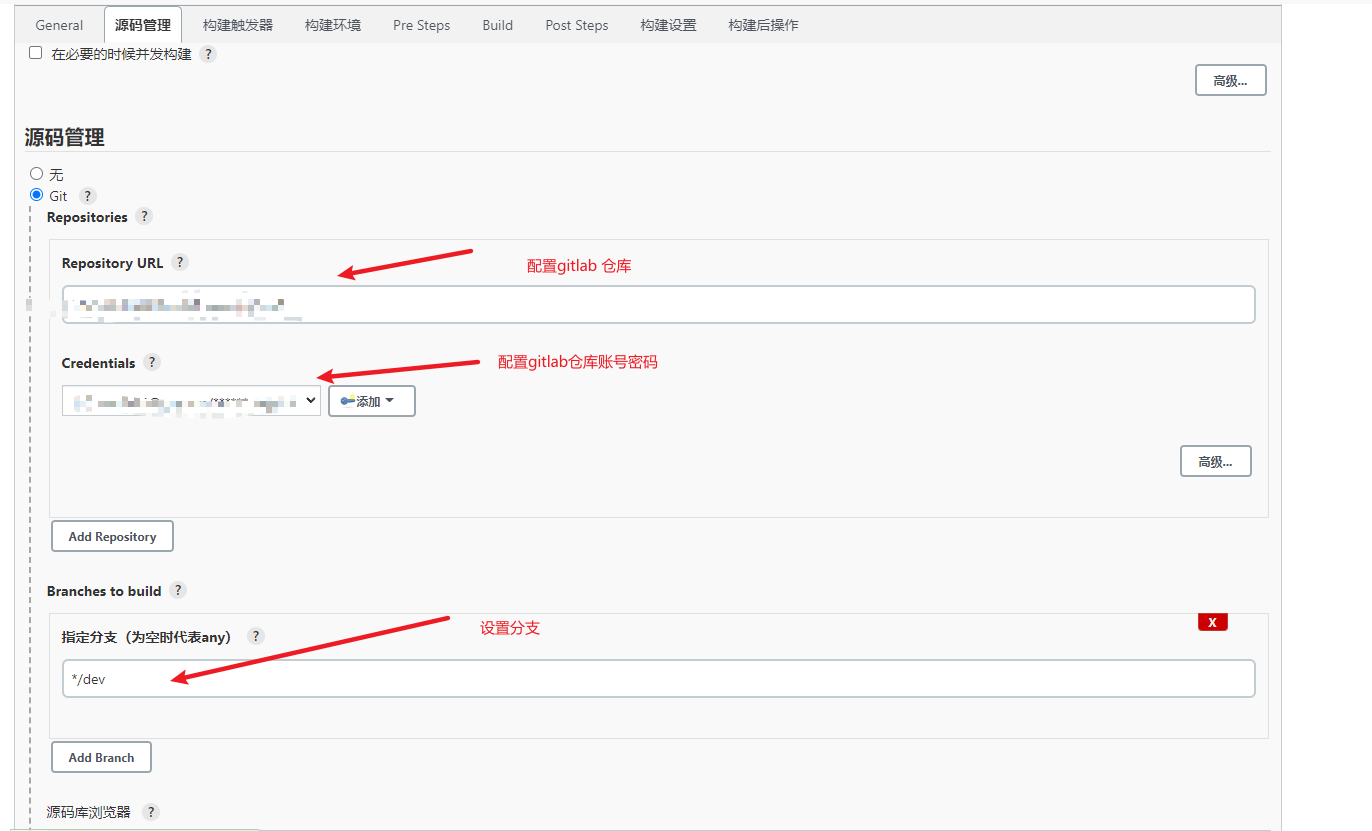 General 源码管理 构建触发器 构建环境 Pre Steps Build Post Steps 构建设置 构建后操作
在必要的时候并发构建 ?
高级...
源码管理
无
Git ?
Repositories ?
Repository URL ?
配置gitlab 仓库
Credentials ?
配置gitlab仓库账号密码
添加
高级...
Add Repository
Branches to build ?
指定分支（为空时代表any） ?
X
设置分支
*/dev
Add Branch
源码库浏览器 ?